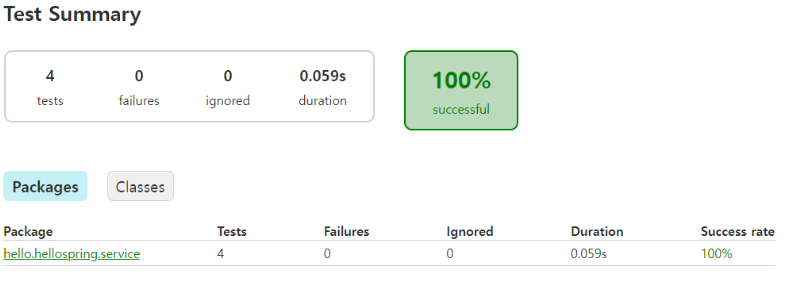 Test Summary
4 0 0 0.059s 100%
tests failures ignored duration successful
Packages Classes
Package Tests Failures Ignored Duration Success rate
hello.hellospring.service 4 0 0 0.059s 100%